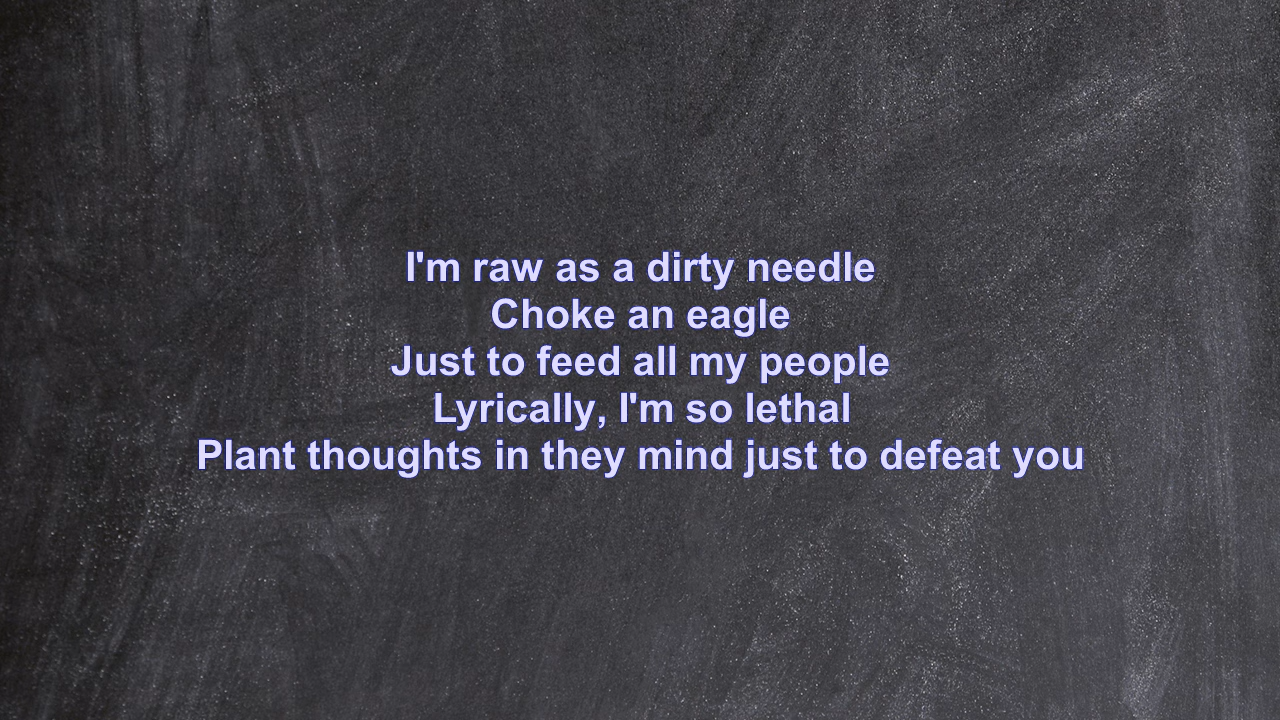 I'm raw as a dirty needle
Choke an eagle
Just to feed all my people
Lyrically, I'm so lethal
Plant thoughts in they mind just to defeat you